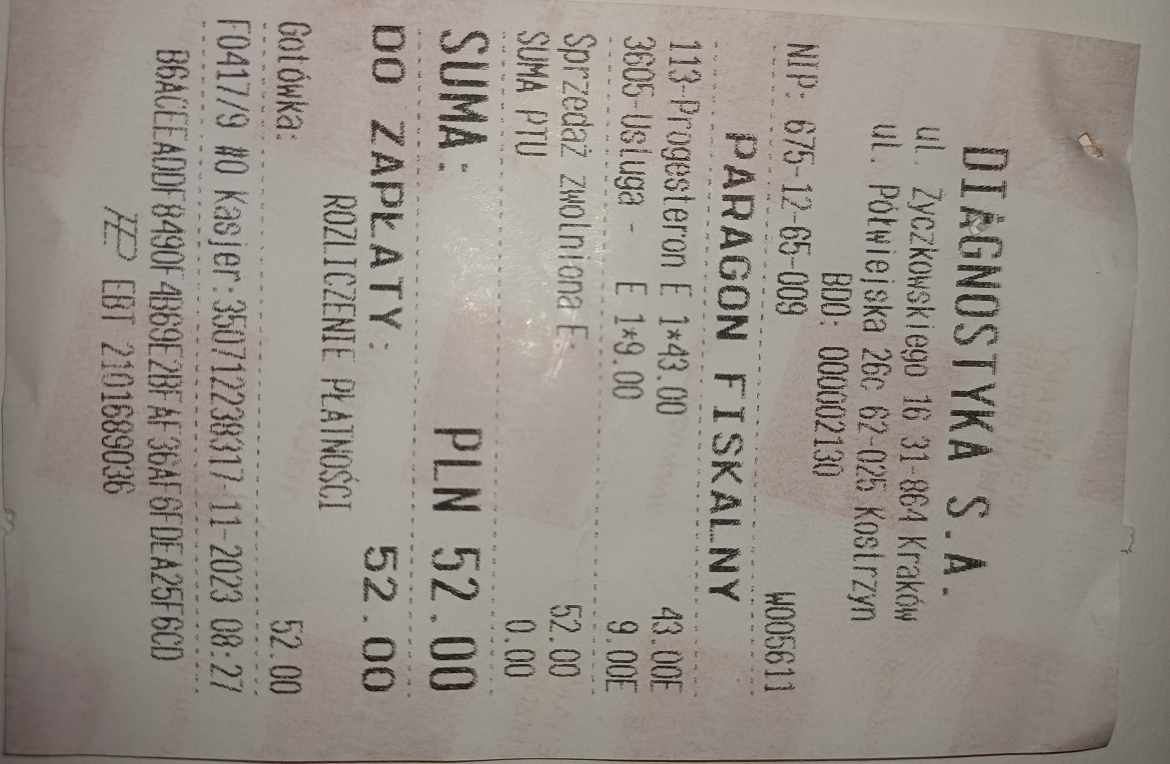 DIAGNOSTYKA S.A.
ul. Życzkowskiego 16 31-864 Kraków
ul. Półwiejska 26c 62-025 Kostrzyn
BDO: 000002130
NIP: 675-12-65-009 W005611
PARAGON FISKALNY
113-Progesteron E 1*43.00 43.00E
3605-Usługa - E 1*9.00 9.00E
Sprzedaż zwolniona E: 52.00
SUMA PTU 0.00
SUMA: PLN 52.00
DO ZAPŁATY: 52.00
ROZLICZENIE PŁATNOŚCI
Gotówka: 52.00
F0417/9 #0 Kasjer:3507122383 17-11-2023 08:27
B6ACEFADDF8490F4B69E2BFAF36AF6FDEA25F6CD
EBT 2101689036